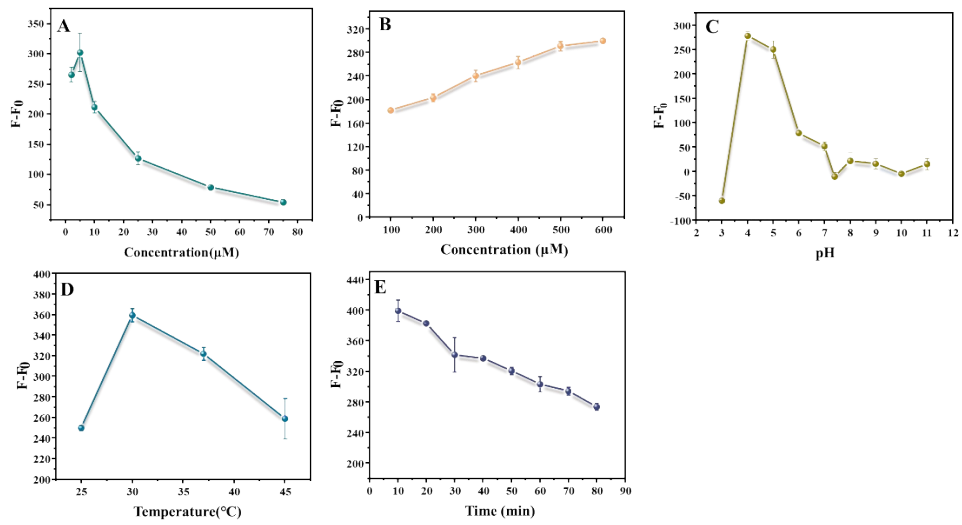 A
F-F0
350
300
250
200
150
100
50
0 10 20 30 40 50 60 70 80
Concentration(μM)
B
F-F0
320
280
240
200
160
120
80
40
0
100 200 300 400 500 600
Concentration (μM)
C
F-F0
300
250
200
150
100
50
0
-50
-100
2 3 4 5 6 7 8 9 10 11 12
pH
D
F-F0
400
380
360
340
320
300
280
260
240
220
200
25 30 35 40 45
Temperature(°C)
E
F-F0
400
360
320
280
240
200
180
0 10 20 30 40 50 60 70 80 90
Time (min)